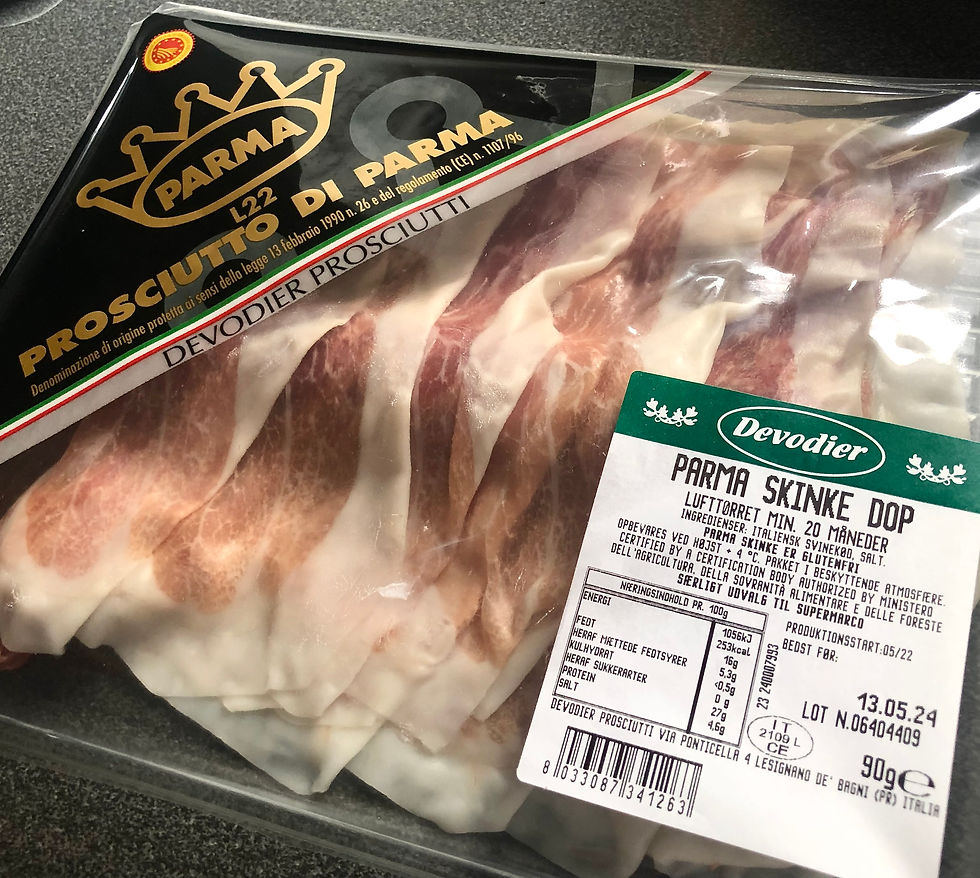 PARMA
L22
PROSCIUTTO DI PARMA
Denominazione di origine protetta ai sensi della legge 13 febbraio 1990 n. 26 e del regolamento (CE) n. 1107/96
DEVODIER PROSCIUTTI
Devodier
PARMA SKINKE DOP
LUFTTØRRET MIN. 20 MÅNEDER
INGREDIENSER: ITALIENSK SVINEKØD, SALT.
PARMA SKINKE ER GLUTENFRI
OPBEVARES VED HØJST + 4 °C. PAKKET I BESKYTTENDE ATMOSFÆRE.
CERTIFIED BY A CERTIFICATION BODY AUTHORIZED BY MINISTERO
DELL'AGRICOLTURA, DELLA SOVRANITÀ ALIMENTARE E DELLE FORESTE
SÆRLIGT UDVALG TIL SUPERMARCO
NÆRINGSINDHOLD PR. 100g
ENERGI 1056kJ
253kcal
FEDT 16g
HERAF MÆTTEDE FEDTSYRER 5.3g
KULHYDRAT <0.5g
HERAF SUKKERARTER 0 g
PROTEIN 27g
SALT 4.6g
23 240007993
PRODUKTIONSSTART:05/22
BEDST FØR:
13.05.24
LOT N.06404409
IT
2109 L
CE
90g e
DEVODIER PROSCIUTTI VIA PONTICELLA 4 LESIGNANO DE' BAGNI (PR) ITALIA
8 033087 341263